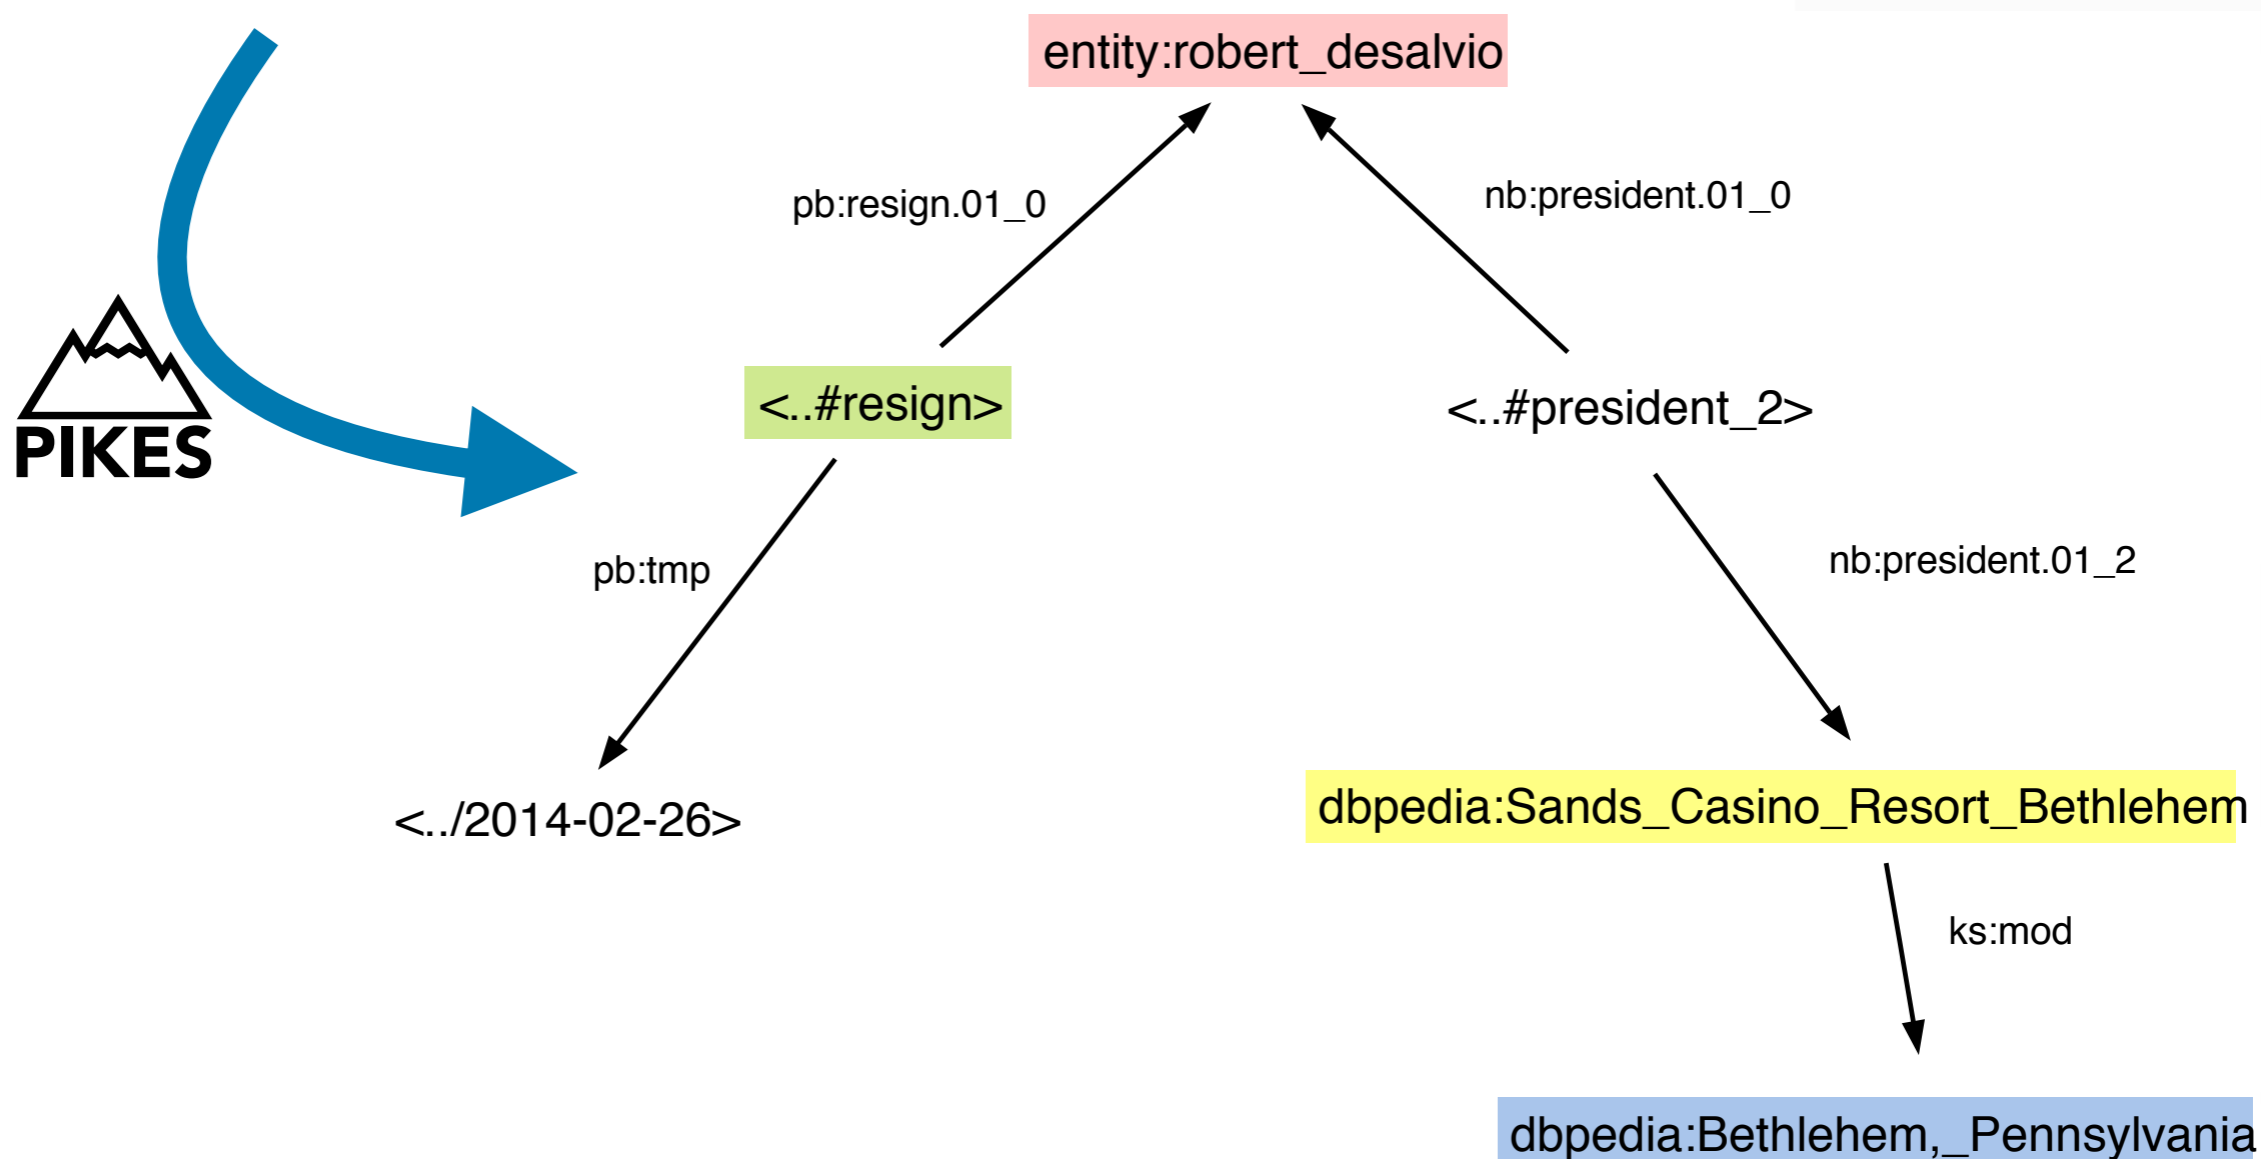 entity:robert_desalvio
pb:resign.01_0
nb:president.01_0
<..#resign>
<..#president_2>
PIKES
pb:tmp
nb:president.01_2
<../2014-02-26>
dbpedia:Sands_Casino_Resort_Bethlehem
ks:mod
dbpedia:Bethlehem,_Pennsylvania